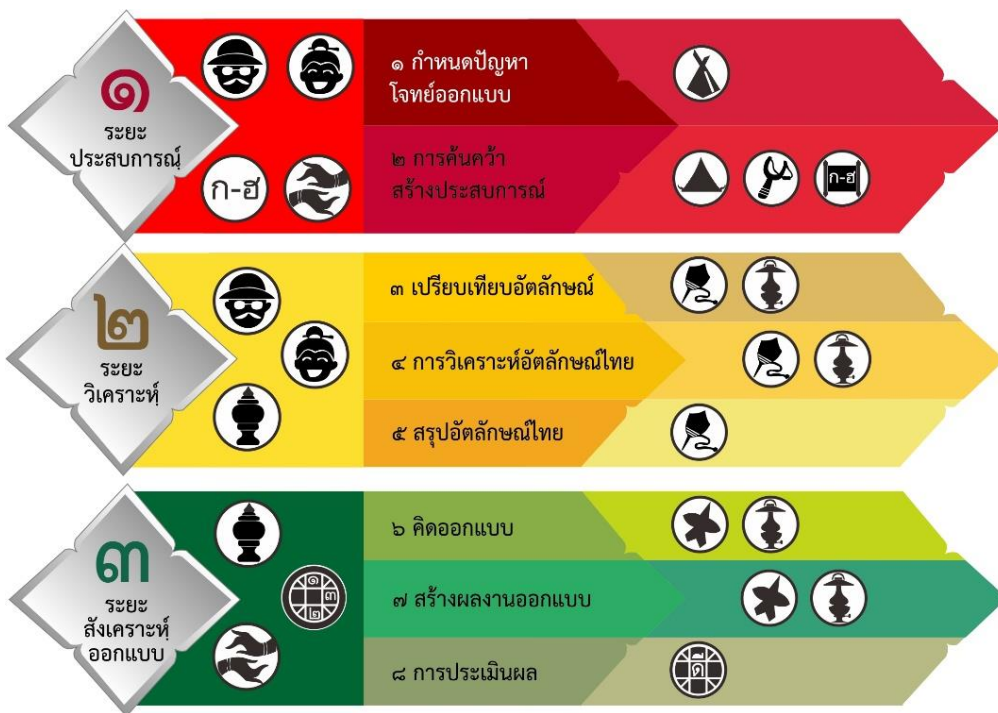 ๑
ระยะ
ประสบการณ์
ก-ฮ
๑ กำหนดปัญหา
โจทย์ออกแบบ
๒ การค้นคว้า
สร้างประสบการณ์
ก-ฮ
๒
ระยะ
วิเคราะห์
๓ เปรียบเทียบอัตลักษณ์
๔ การวิเคราะห์อัตลักษณ์ไทย
๕ สรุปอัตลักษณ์ไทย
๓
ระยะ
สังเคราะห์
ออกแบบ
๑
๓
๒
๖ คิดออกแบบ
๗ สร้างผลงานออกแบบ
๘ การประเมินผล
ดี